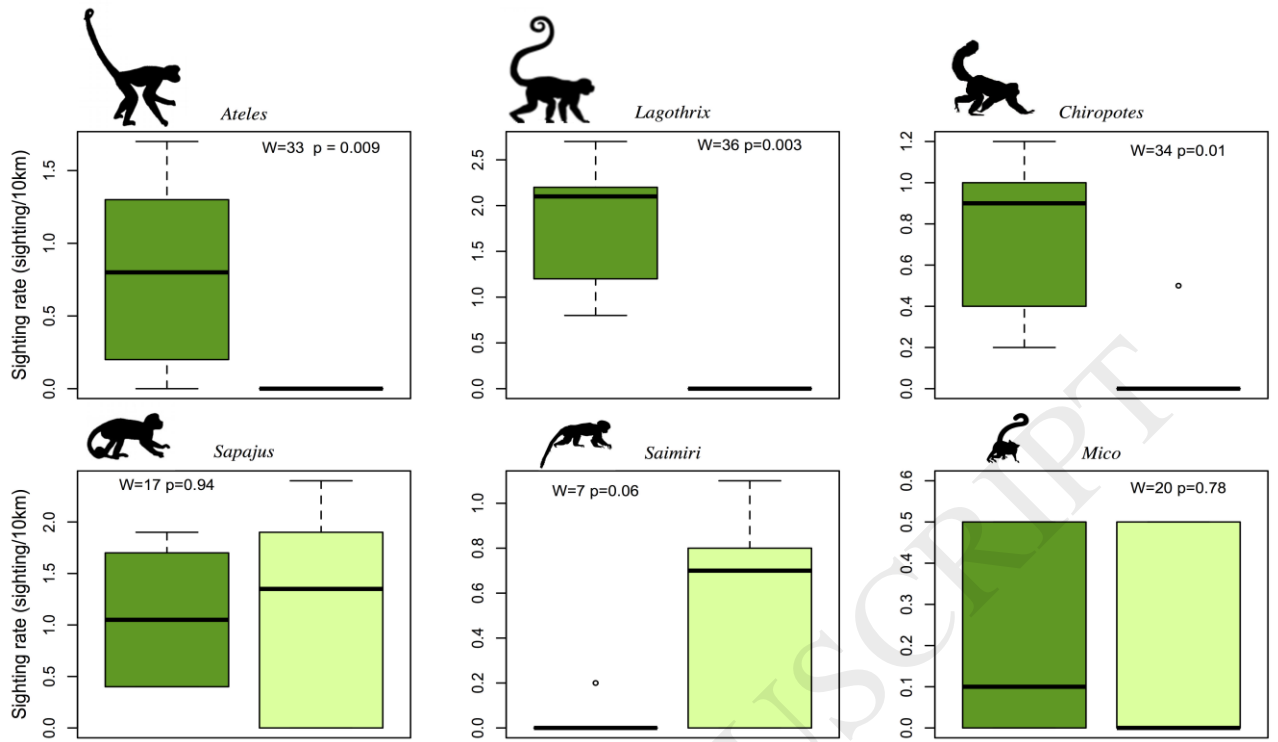 Ateles
Lagothrix
Chiropotes
Sighting rate (sighting/10km)
W=33 p = 0.009
1.5
1.0
0.5
0.0
W=36 p=0.003
2.5
2.0
1.5
1.0
0.5
0.0
W=34 p=0.01
1.2
1.0
0.8
0.6
0.4
0.2
0.0
Sapajus
Saimiri
Mico
Sighting rate (sighting/10km)
W=17 p=0.94
2.0
1.5
1.0
0.5
0.0
W=7 p=0.06
1.0
0.8
0.6
0.4
0.2
0.0
W=20 p=0.78
0.6
0.5
0.4
0.3
0.2
0.1
0.0
USCRIPT